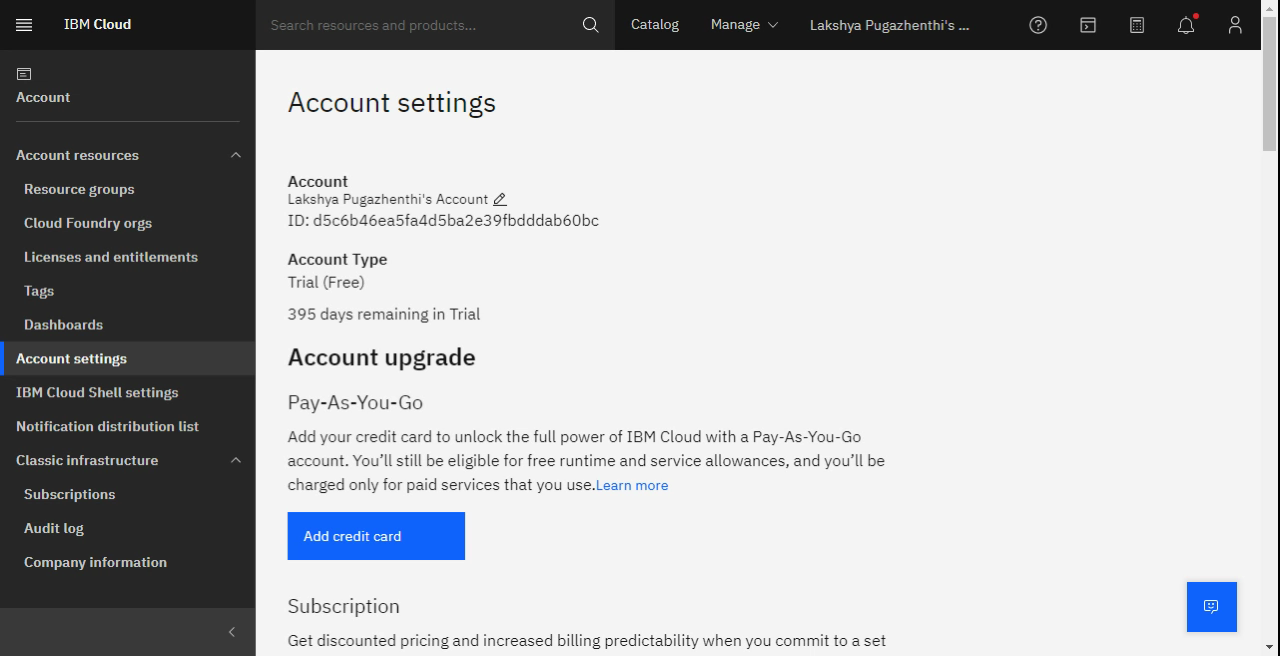 IBM Cloud
Search resources and products...
Catalog
Manage
Lakshya Pugazhenthi's ...
Account
Account resources
Resource groups
Cloud Foundry orgs
Licenses and entitlements
Tags
Dashboards
Account settings
IBM Cloud Shell settings
Notification distribution list
Classic infrastructure
Subscriptions
Audit log
Company information
Account settings
Account
Lakshya Pugazhenthi's Account
ID: d5c6b46ea5fa4d5ba2e39fbdddab60bc
Account Type
Trial (Free)
395 days remaining in Trial
Account upgrade
Pay-As-You-Go
Add your credit card to unlock the full power of IBM Cloud with a Pay-As-You-Go
account. You’ll still be eligible for free runtime and service allowances, and you’ll be
charged only for paid services that you use.Learn more
Add credit card
Subscription
Get discounted pricing and increased billing predictability when you commit to a set